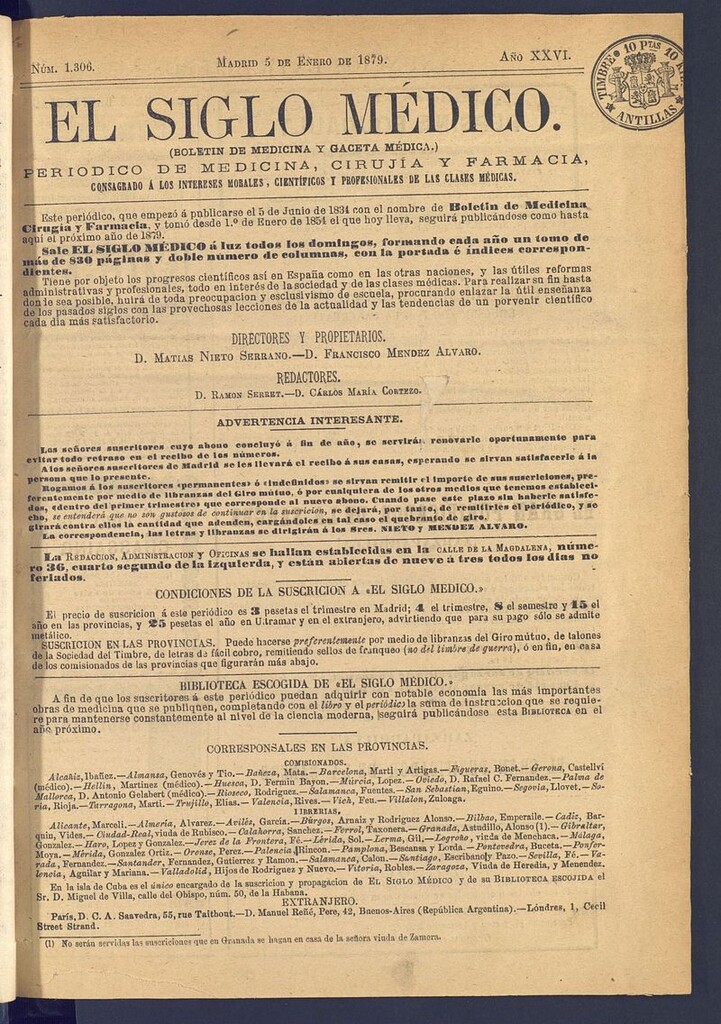 NÚM. 1.306.
MADRID 5 DE ENERO DE 1879.
AÑO XXVI.
TIMBRE 10 PTAS 10
ANTILLAS
EL SIGLO MÉDICO.
(BOLETIN DE MEDICINA Y GACETA MÉDICA.)
PERIODICO DE MEDICINA, CIRUJÍA Y FARMACIA,
CONSAGRADO Á LOS INTERESES MORALES, CIENTÍFICOS Y PROFESIONALES DE LAS CLASES MÉDICAS.
Este periódico, que empezó á publicarse el 5 de Junio de 1834 con el nombre de Boletin de Medicina
Cirugía y Farmacia, y tomó desde 1.º de Enero de 1854 el que hoy lleva, seguirá publicándose como hasta
aquí el próximo año de 1879.
Sale EL SIGLO MÉDICO á luz todos los domingos, formando cada año un tomo de
más de 830 páginas y doble número de columnas, con la portada é índices correspon-
dientes.
Tiene por objeto los progresos científicos así en España como en las otras naciones, y las útiles reformas
administrativas y profesionales, todo en interés de la sociedad y de las clases médicas. Para realizar su fin hasta
donde sea posible, huirá de toda preocupacion y esclusivismo de escuela, procurando enlazar la útil enseñanza
de los pasados siglos con las provechosas lecciones de la actualidad y las tendencias de un porvenir científico
cada dia más satisfactorio.
DIRECTORES Y PROPIETARIOS.
D. MATIAS NIETO SERRANO.—D. FRANCISCO MENDEZ ALVARO.
REDACTORES.
D. RAMON SERRET.—D. CÁRLOS MARÍA CORTEZO.
ADVERTENCIA INTERESANTE.
Los señores suscritores cuyo abono concluyó á fin de año, se servirán renovarle oportunamente para
evitar todo retraso en el recibo de los números.
A los señores suscritores de Madrid se les llevará el recibo á sus casas, esperando se sirvan satisfacerle á la
persona que lo presente.
Rogamos á los suscritores «permanentes» ó «indefinidos» se sirvan remitir el importe de sus suscriciones, pre-
ferentemente por medio de libranzas del Giro mútuo, ó por cualquiera de los otros medios que tenemos estableci-
dos, «dentro del primer trimestre» que corresponde al nuevo abono. Cuando pase este plazo sin haberle satisfe-
cho, se entenderá que no son gustosos de continuar en la suscricion, se dejará, por tanto, de remitirles el periódico, y se
girará contra ellos la cantidad que adeuden, cargándoles en tal caso el quebranto de giro.
La correspondencia, las letras y libranzas se dirigirán á los Sres. NIETO y MENDEZ ALVARO.
La REDACCION, ADMINISTRACION Y OFICINAS se hallan establecidas en la CALLE DE LA MAGDALENA, núme-
ro 36, cuarto segundo de la izquierda, y están abiertas de nueve á tres todos los dias no
feriados.
CONDICIONES DE LA SUSCRICION A «EL SIGLO MEDICO.»
El precio de suscricion á este periódico es 3 pesetas el trimestre en Madrid; 4 el trimestre, 8 el semestre y 15 el
año en las provincias, y 25 pesetas el año en Ultramar y en el extranjero, advirtiendo que para su pago sólo se admite
metálico.
SUSCRICION EN LAS PROVINCIAS. Puede hacerse preferentemente por medio de libranzas del Giro mútuo, de talones
de la Sociedad del Timbre, de letras de fácil cobro, remitiendo sellos de franqueo (no del timbre de guerra), ó en fin, en casa
de los comisionados de las provincias que figurarán más abajo.
BIBLIOTECA ESCOGIDA DE «EL SIGLO MÉDICO.»
A fin de que los suscritores á este periódico puedan adquirir con notable economía las más importantes
obras de medicina que se publiquen, completando con el libro y el periódico la suma de instruccion que se requie-
re para mantenerse constantemente al nivel de la ciencia moderna, seguirá publicándose esta BIBLIOTECA en el
año próximo.
CORRESPONSALES EN LAS PROVINCIAS.
COMISIONADOS.
Alcañiz, Ibañez.—Almansa, Genovés y Tio.—Bañeza, Mata.—Barcelona, Martí y Artigas.—Figueras, Bonet.—Gerona, Castellví
(médico).—Hellin, Martinez (médico).—Huesca, D. Fermin Bayon.—Múrcia, Lopez.—Oviedo, D. Rafael C. Fernandez.—Palma de
Mallorca, D. Antonio Gelabert (médico).—Rioseco, Rodriguez.—Salamanca, Fuentes.—San Sebastian, Eguino.—Segovia, Llovet.—So-
ria, Rioja.—Tarragona, Martí.—Trujillo, Elías.—Valencia, Rives.—Vich, Feu.—Villalon, Zuloaga.
LIBRERIAS.
Alicante, Marcelí.—Almería, Alvarez.—Avilés, García.—Búrgos, Arnaiz y Rodriguez Alonso.—Bilbao, Emperaile.—Cadiz, Bar-
quin, Vides.—Ciudad-Real, viuda de Rubisco.—Calahorra, Sanchez.—Ferrol, Taxonera.—Granada, Astudillo, Alonso (1).—Gibraltar,
Gonzalez.—Haro, Lopez y Gonzalez.—Jerez de la Frontera, Fé.—Lérida, Sol.—Lerma, Gil.—Logroño, viuda de Menchaca.—Málaga,
Moya.—Mérida, Gonzalez Ortiz.—Orense, Perez.—Palencia, Rincon.—Pamplona, Bescansa y Lorda.—Pontevedra, Buceta.—Ponfer-
rada, Fernandez.—Santander, Fernandez, Gutierrez y Ramon.—Salamanca, Calon.—Santiago, Escribano y Pazo.—Sevilla, Fé.—Va-
lencia, Aguilar y Mariana.—Valladolid, Hijos de Rodriguez y Nuevo.—Vitoria, Robles.—Zaragoza, Viuda de Heredia, y Menendez.
En la isla de Cuba es el único encargado de la suscricion y propagacion de EL SIGLO MÉDICO y de su BIBLIOTECA ESCOJIDA el
Sr. D. Miguel de Villa, calle del Obispo, núm. 50, de la Habana.
EXTRANJERO.
París, D. C. A. Saavedra, 55, rue Taitbout.—D. Manuel Reñé, Pere, 42, Buenos-Aires (República Argentina).—Lóndres, 1, Cecil
Street Strand.
(1) No serán servidas las suscriciones que en Granada se hagan en casa de la señora viuda de Zamora.